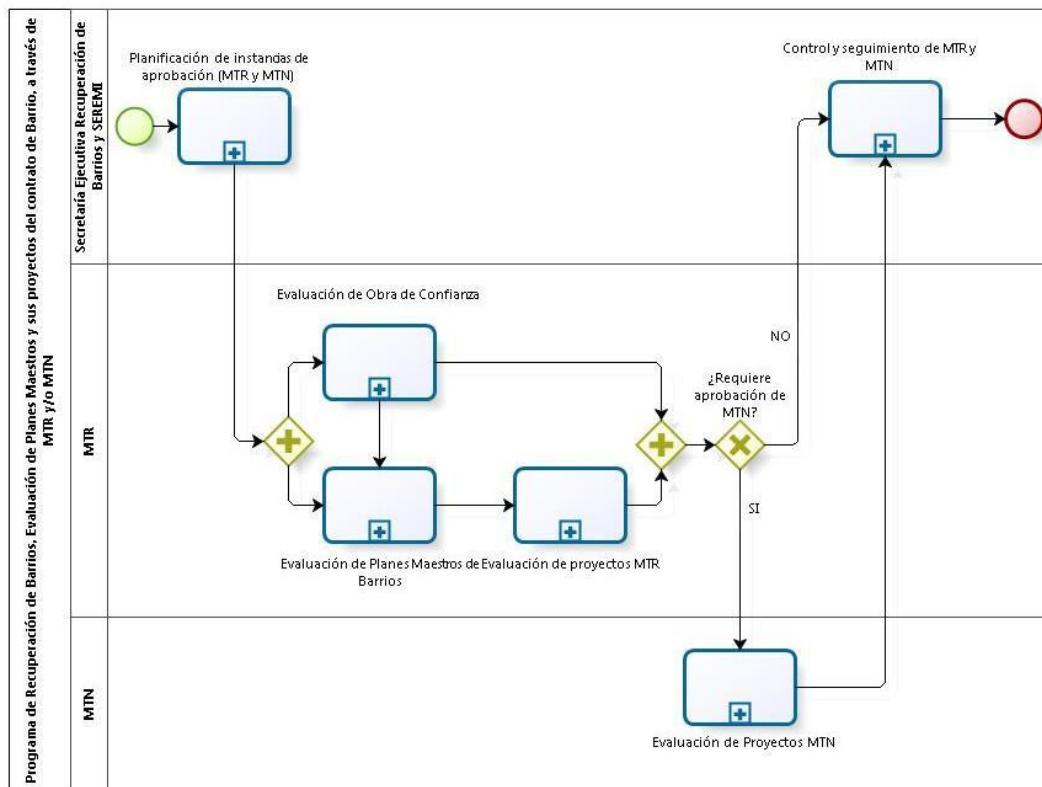 Programa de Recuperación de Barrios, Evaluación de Planes Maestros y sus proyectos del contrato de Barrio, a través de
MTR y/o MTN
Secretaría Ejecutiva Recuperación de
Barrios y SEREMI
Planificación de instancias de
aprobación (MTR y MTN)
Control y seguimiento de MTR y
MTN
MTR
Evaluación de Obra de Confianza
¿Requiere
aprobación de
MTN?
NO
SI
Evaluación de Planes Maestros de
Barrios
Evaluación de proyectos MTR
MTN
Evaluación de Proyectos MTN